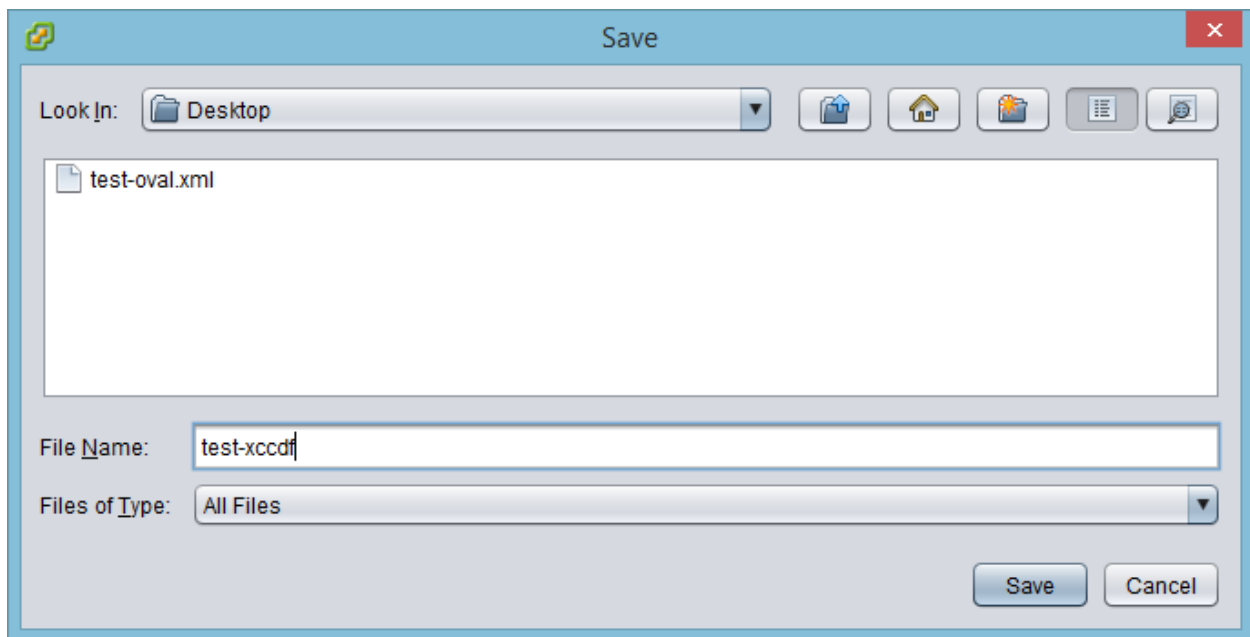 Save
Look In: Desktop
test-oval.xml
File Name: test-xccdf
Files of Type: All Files
Save Cancel